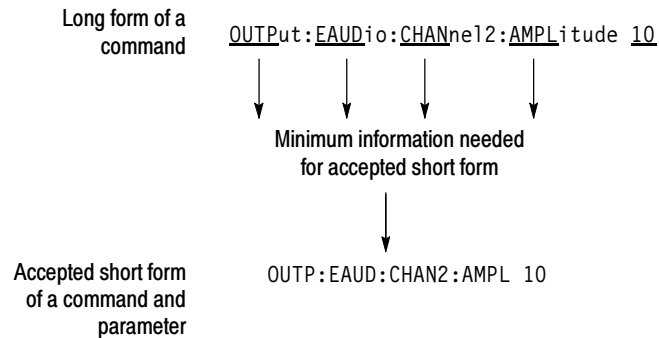 Long form of a
command
OUTPut:EAUDio:CHANnel2:AMPLitude 10
Minimum information needed
for accepted short form
OUTP:EAUD:CHAN2:AMPL 10
Accepted short form
of a command and
parameter